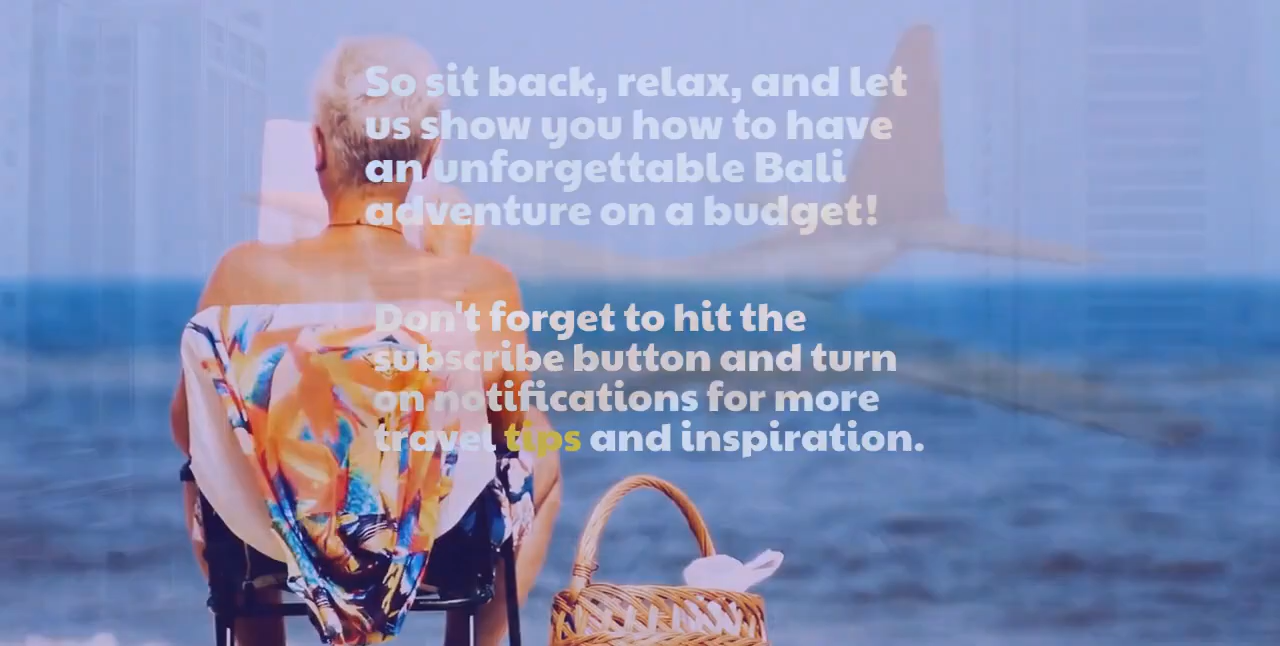 So sit back, relax, and let
us show you how to have
an unforgettable Bali
adventure on a budget!
Don't forget to hit the
subscribe button and turn
on notifications for more
travel tips and inspiration.